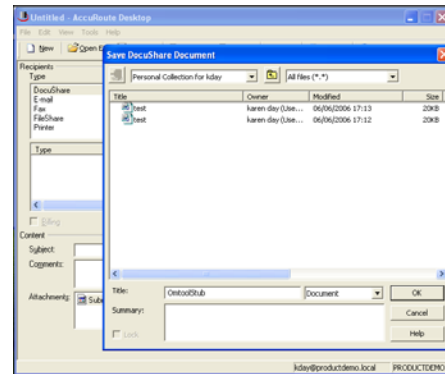 Untitled - AccuRoute Desktop
File Edit View Tools Help
New Open E
Save DocuShare Document
Personal Collection for kday All files (*.*)
Recipients
Type
DocuShare
E-mail
Fax
FileShare
Printer
Type
Billing
Content
Subject:
Comments:
Attachments: Sub
Title Owner Modified Size
test karen day (Use... 06/06/2006 17:13 20KB
test karen day (Use... 06/06/2006 17:12 20KB
Title: OmtoolStub Document OK
Summary: Cancel
Lock Help
kday@productdemo.local PRODUCTDEMO